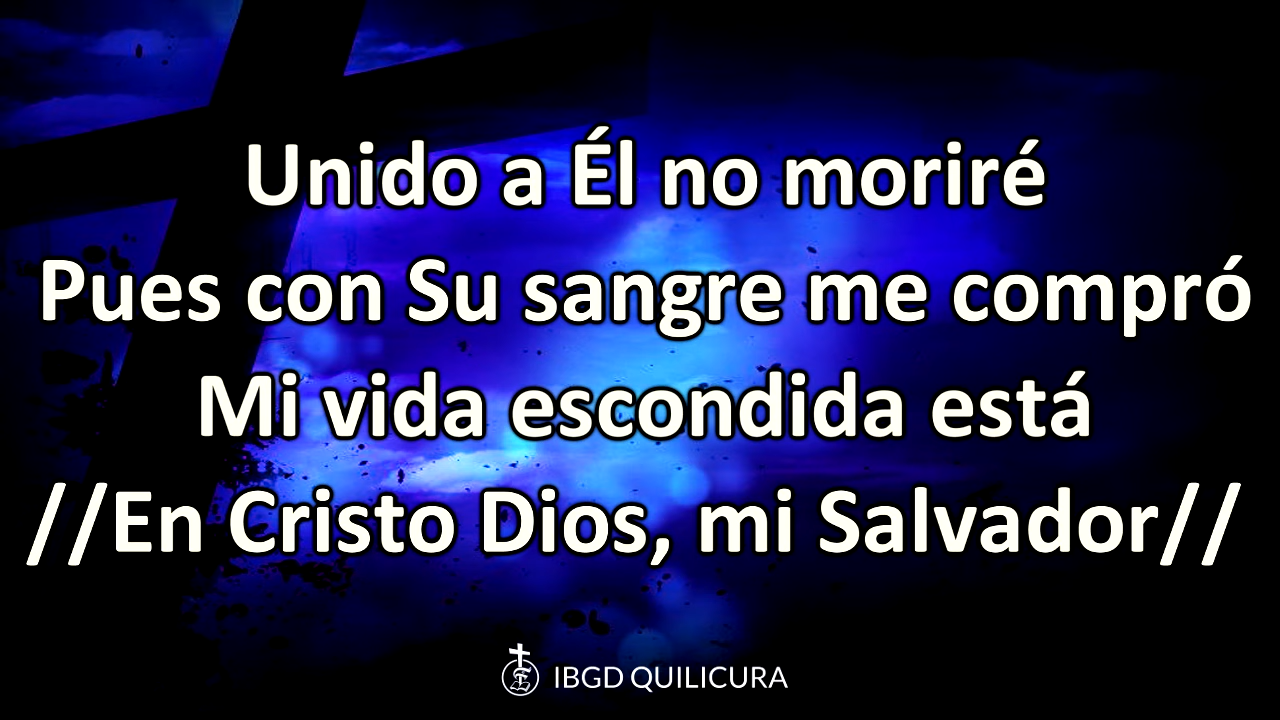 Unido a Él no moriré
Pues con Su sangre me compró
Mi vida escondida está
//En Cristo Dios, mi Salvador//
IBGD QUILICURA